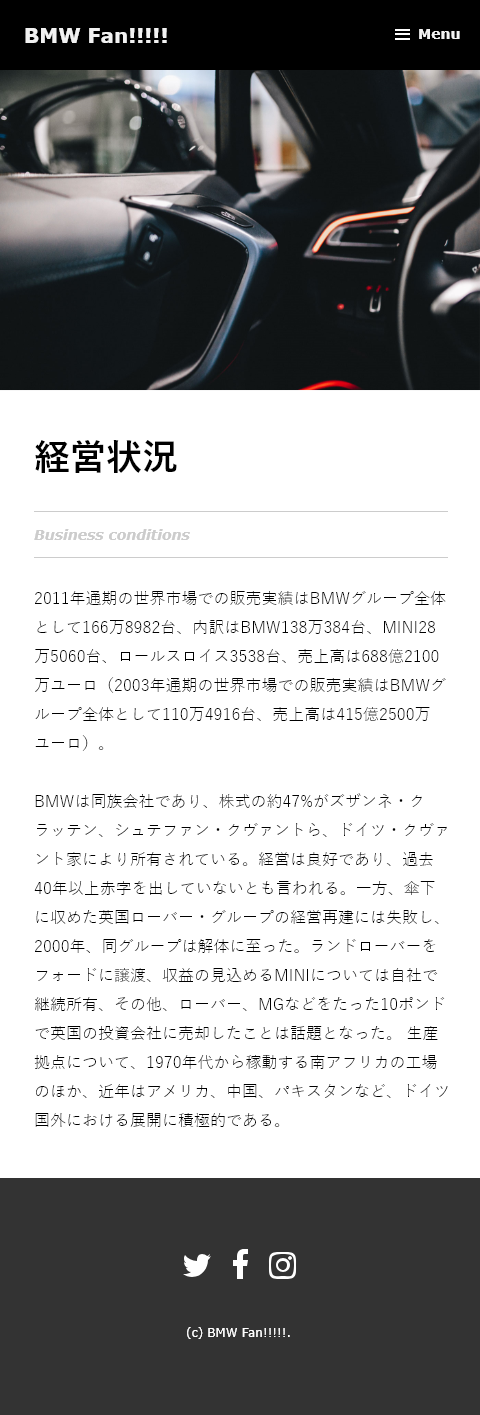 BMW Fan!!!!!
Menu
経営状況
Business conditions
2011年通期の世界市場での販売実績はBMWグループ全体
として166万8982台、内訳はBMW138万384台、MINI28
万5060台、ロールスロイス3538台、売上高は688億2100
万ユーロ（2003年通期の世界市場での販売実績はBMWグ
ループ全体として110万4916台、売上高は415億2500万
ユーロ）。
BMWは同族会社であり、株式の約47%がズザンネ・ク
ラッテン、シュテファン・クヴァントら、ドイツ・クヴァ
ント家により所有されている。経営は良好であり、過去
40年以上赤字を出していないとも言われる。一方、傘下
に収めた英国ローバー・グループの経営再建には失敗し、
2000年、同グループは解体に至った。ランドローバーを
フォードに譲渡、収益の見込めるMINIについては自社で
継続所有、その他、ローバー、MGなどをたった10ポンド
で英国の投資会社に売却したことは話題となった。 生産
拠点について、1970年代から稼動する南アフリカの工場
のほか、近年はアメリカ、中国、パキスタンなど、ドイツ
国外における展開に積極的である。
(c) BMW Fan!!!!!.